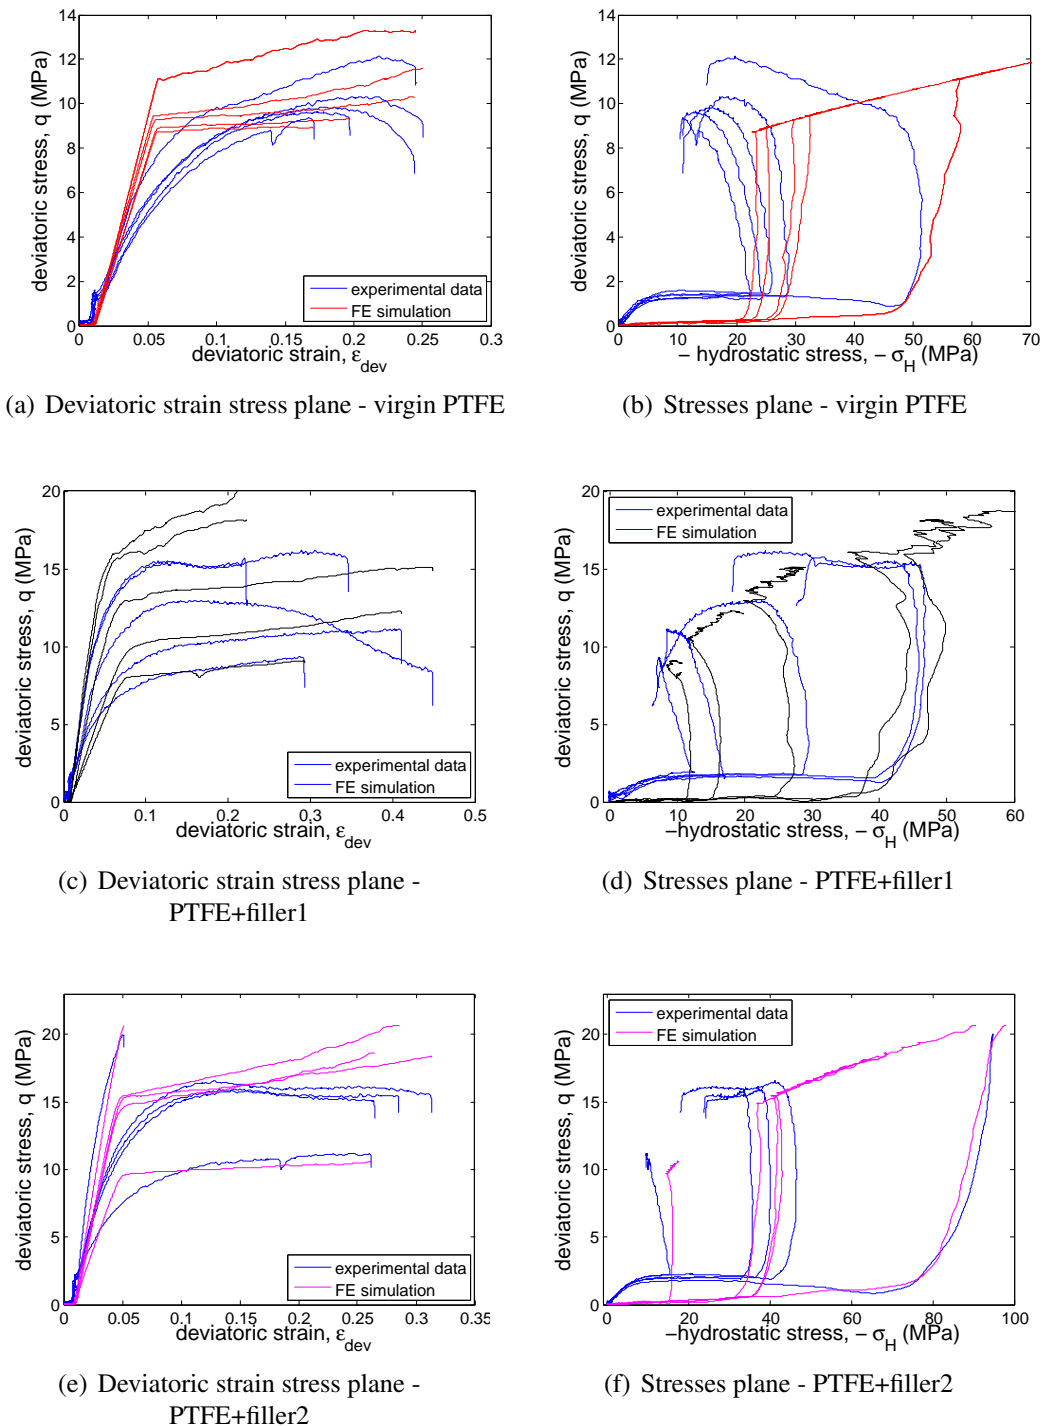 14
12
10
8
6
4
2
0
deviatoric stress, q (MPa)
0
0.05
0.1
0.15
0.2
0.25
0.3
deviatoric strain, ε_dev
experimental data
FE simulation
14
12
10
8
6
4
2
0
deviatoric stress, q (MPa)
0
10
20
30
40
50
60
70
− hydrostatic stress, − σ_H (MPa)
(a) Deviatoric strain stress plane - virgin PTFE
(b) Stresses plane - virgin PTFE
20
15
10
5
0
deviatoric stress, q (MPa)
0
0.1
0.2
0.3
0.4
0.5
deviatoric strain, ε_dev
experimental data
FE simulation
20
15
10
5
0
deviatoric stress, q (MPa)
0
10
20
30
40
50
60
−hydrostatic stress, − σ_H (MPa)
experimental data
FE simulation
(c) Deviatoric strain stress plane -
PTFE+filler1
(d) Stresses plane - PTFE+filler1
20
15
10
5
0
deviatoric stress, q (MPa)
0
0.05
0.1
0.15
0.2
0.25
0.3
0.35
deviatoric strain, ε_dev
experimental data
FE simulation
20
15
10
5
0
deviatoric stress, q (MPa)
0
20
40
60
80
100
−hydrostatic stress, − σ_H (MPa)
experimental data
FE simulation
(e) Deviatoric strain stress plane -
PTFE+filler2
(f) Stresses plane - PTFE+filler2